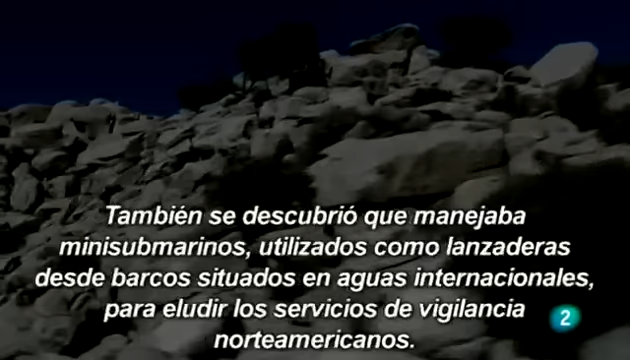 También se descubrió que manejaba
minisubmarinos, utilizados como lanzaderas
desde barcos situados en aguas internacionales,
para eludir los servicios de vigilancia
norteamericanos.
2